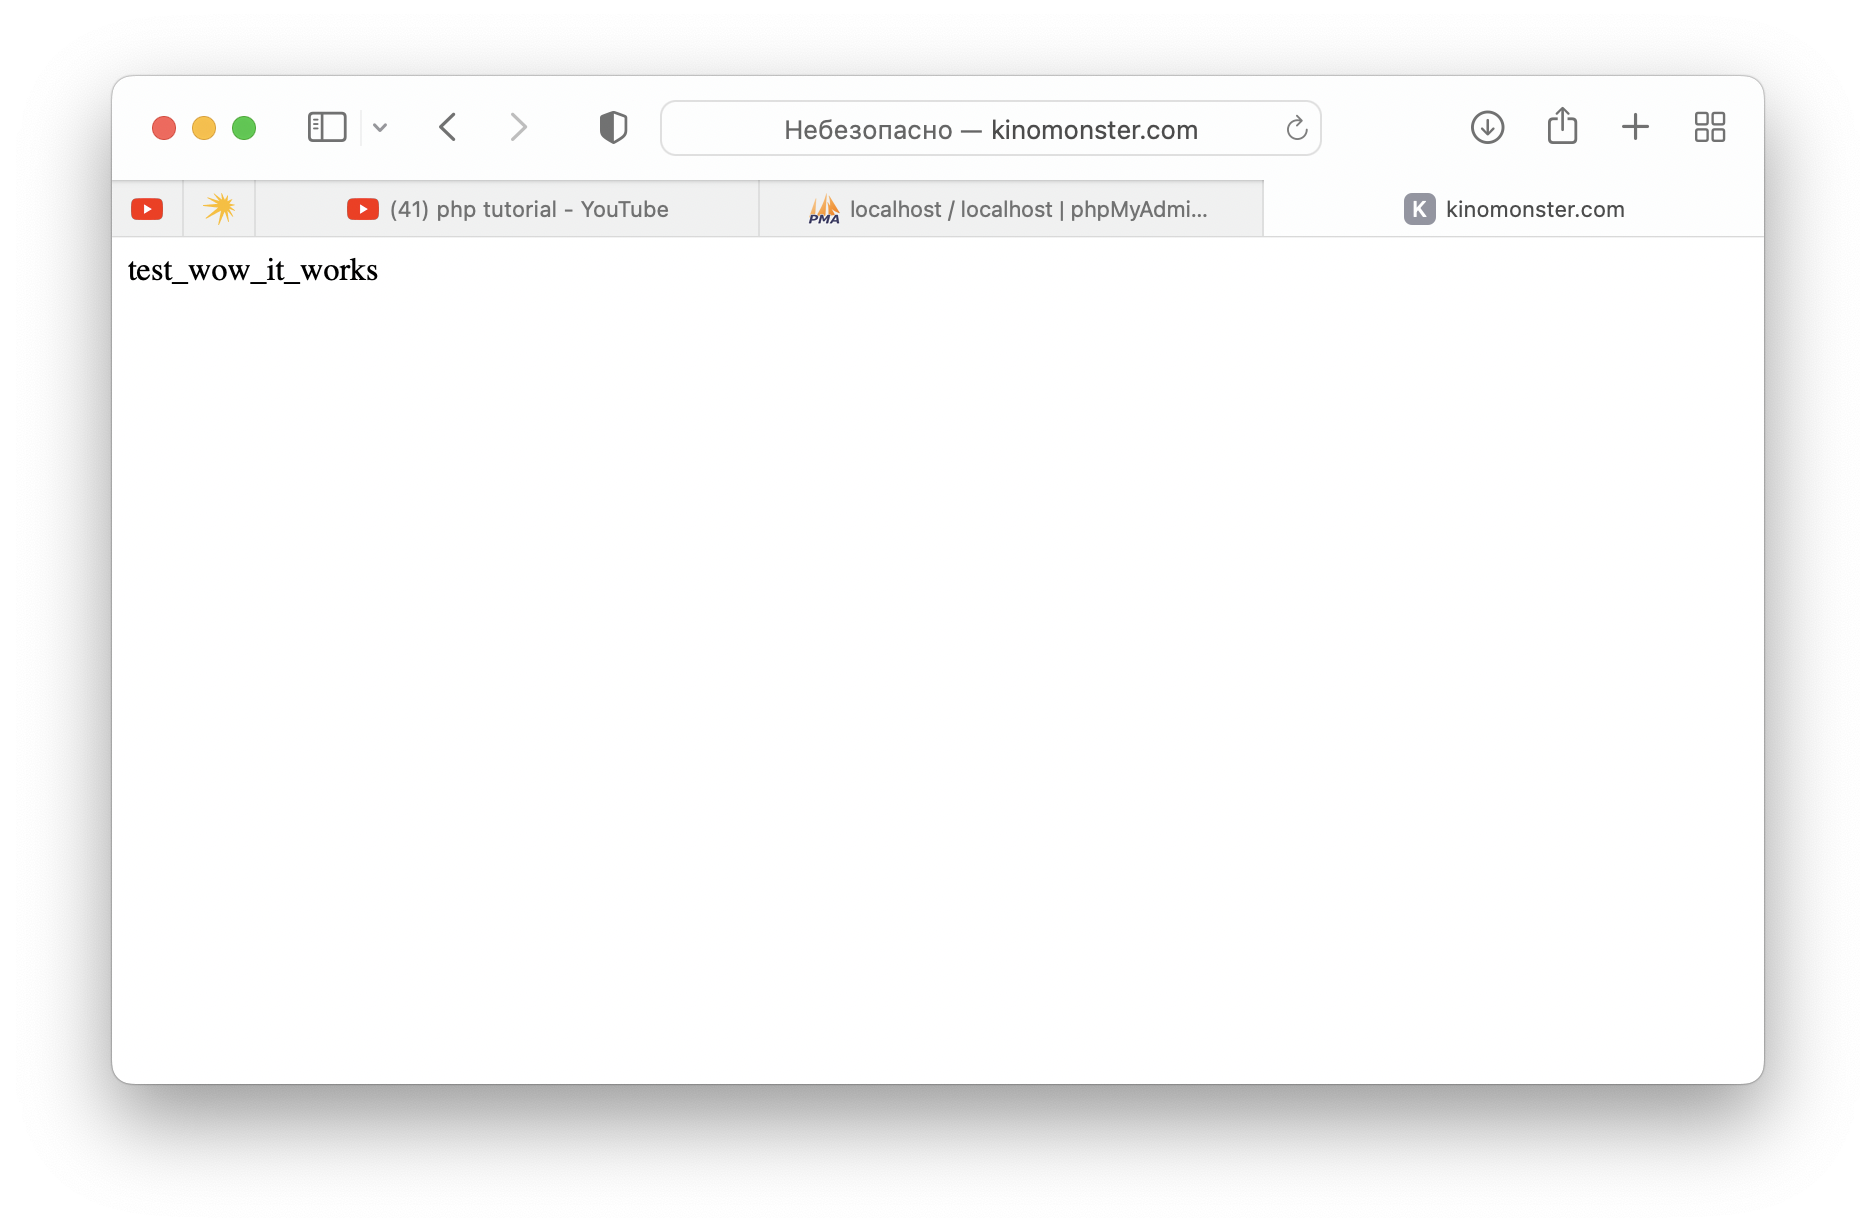 Небезопасно — kinomonster.com
(41) php tutorial - YouTube
PMA localhost / localhost | phpMyAdmi...
K kinomonster.com
test_wow_it_works